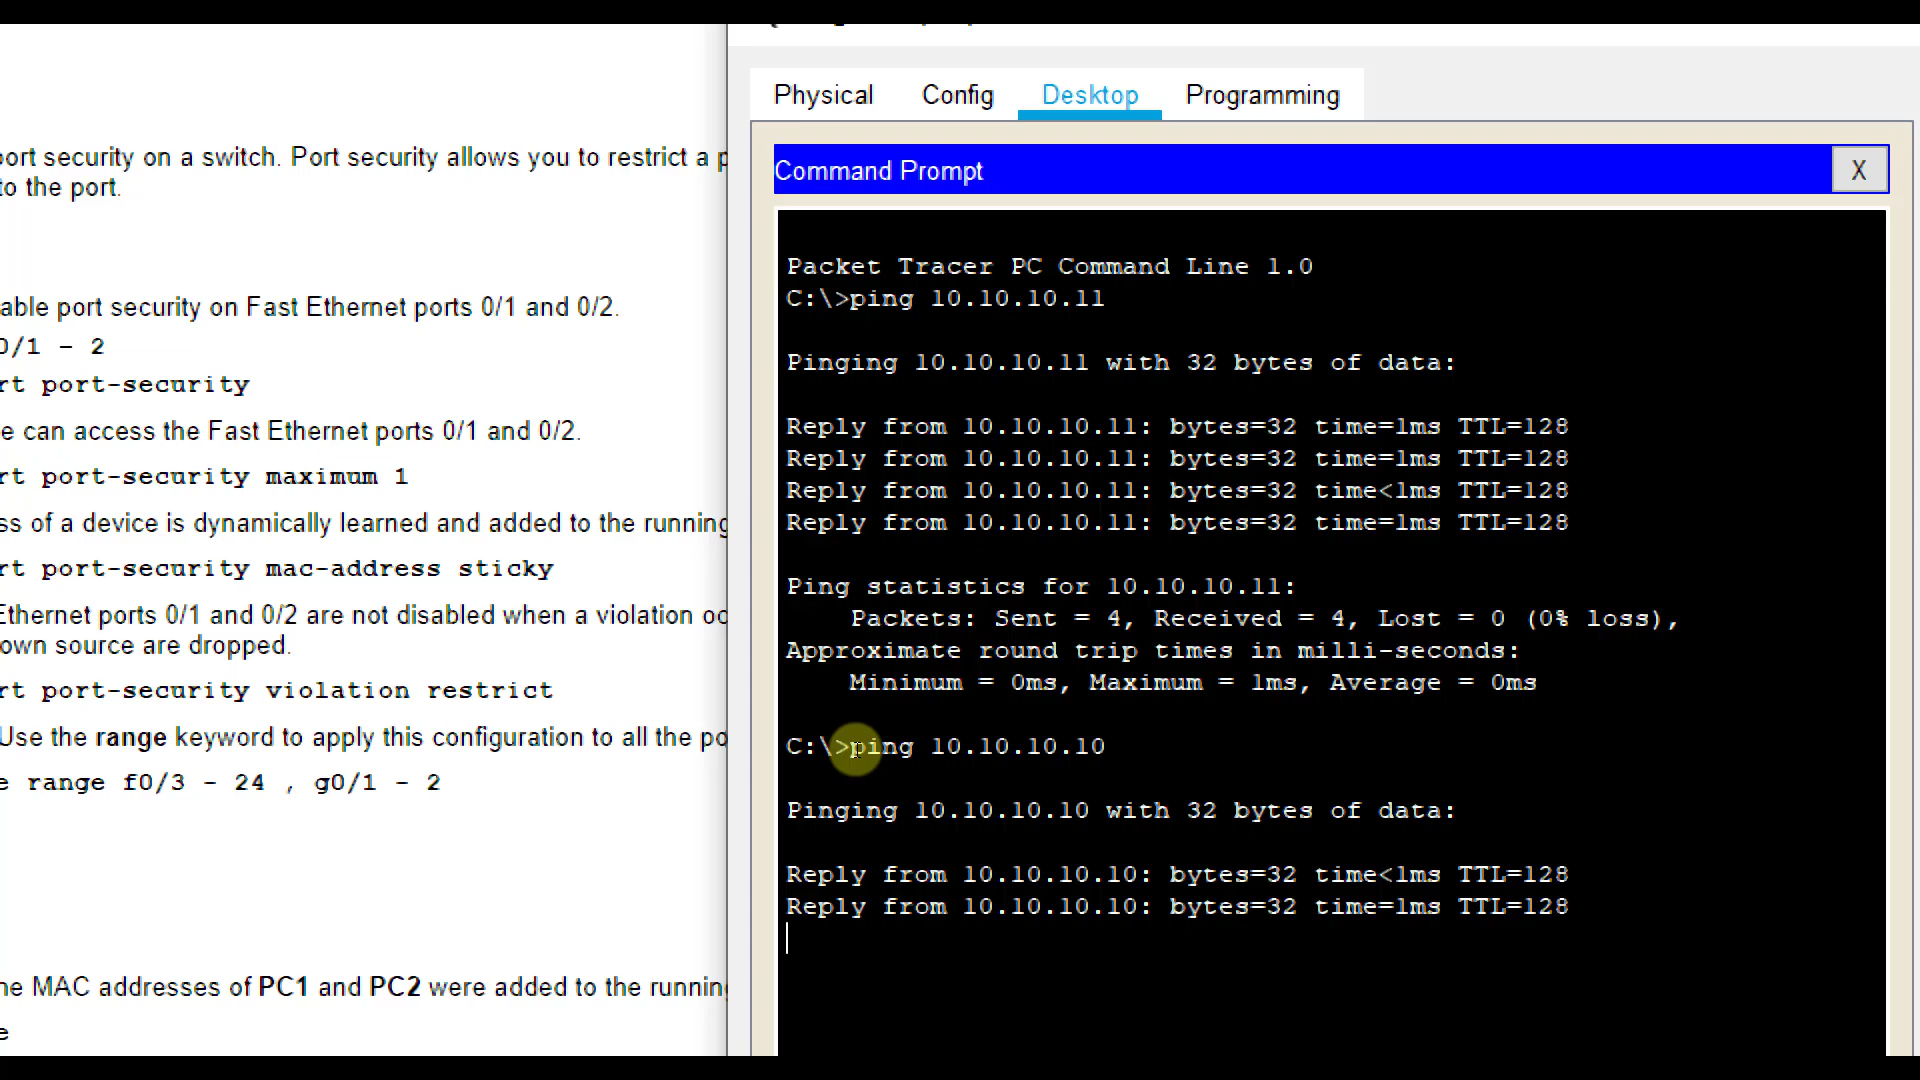 port security on a switch. Port security allows you to restrict a
to the port.
able port security on Fast Ethernet ports 0/1 and 0/2.
0/1 - 2
rt port-security
e can access the Fast Ethernet ports 0/1 and 0/2.
rt port-security maximum 1
ss of a device is dynamically learned and added to the running
rt port-security mac-address sticky
Ethernet ports 0/1 and 0/2 are not disabled when a violation oc
own source are dropped.
rt port-security violation restrict
Use the range keyword to apply this configuration to all the po
e range f0/3 - 24 , g0/1 - 2
he MAC addresses of PC1 and PC2 were added to the running
e
Physical Config Desktop Programming
Command Prompt X
Packet Tracer PC Command Line 1.0
C:\>ping 10.10.10.11
Pinging 10.10.10.11 with 32 bytes of data:
Reply from 10.10.10.11: bytes=32 time=1ms TTL=128
Reply from 10.10.10.11: bytes=32 time=1ms TTL=128
Reply from 10.10.10.11: bytes=32 time<1ms TTL=128
Reply from 10.10.10.11: bytes=32 time=1ms TTL=128
Ping statistics for 10.10.10.11:
Packets: Sent = 4, Received = 4, Lost = 0 (0% loss),
Approximate round trip times in milli-seconds:
Minimum = 0ms, Maximum = 1ms, Average = 0ms
C:\>ping 10.10.10.10
Pinging 10.10.10.10 with 32 bytes of data:
Reply from 10.10.10.10: bytes=32 time<1ms TTL=128
Reply from 10.10.10.10: bytes=32 time=1ms TTL=128